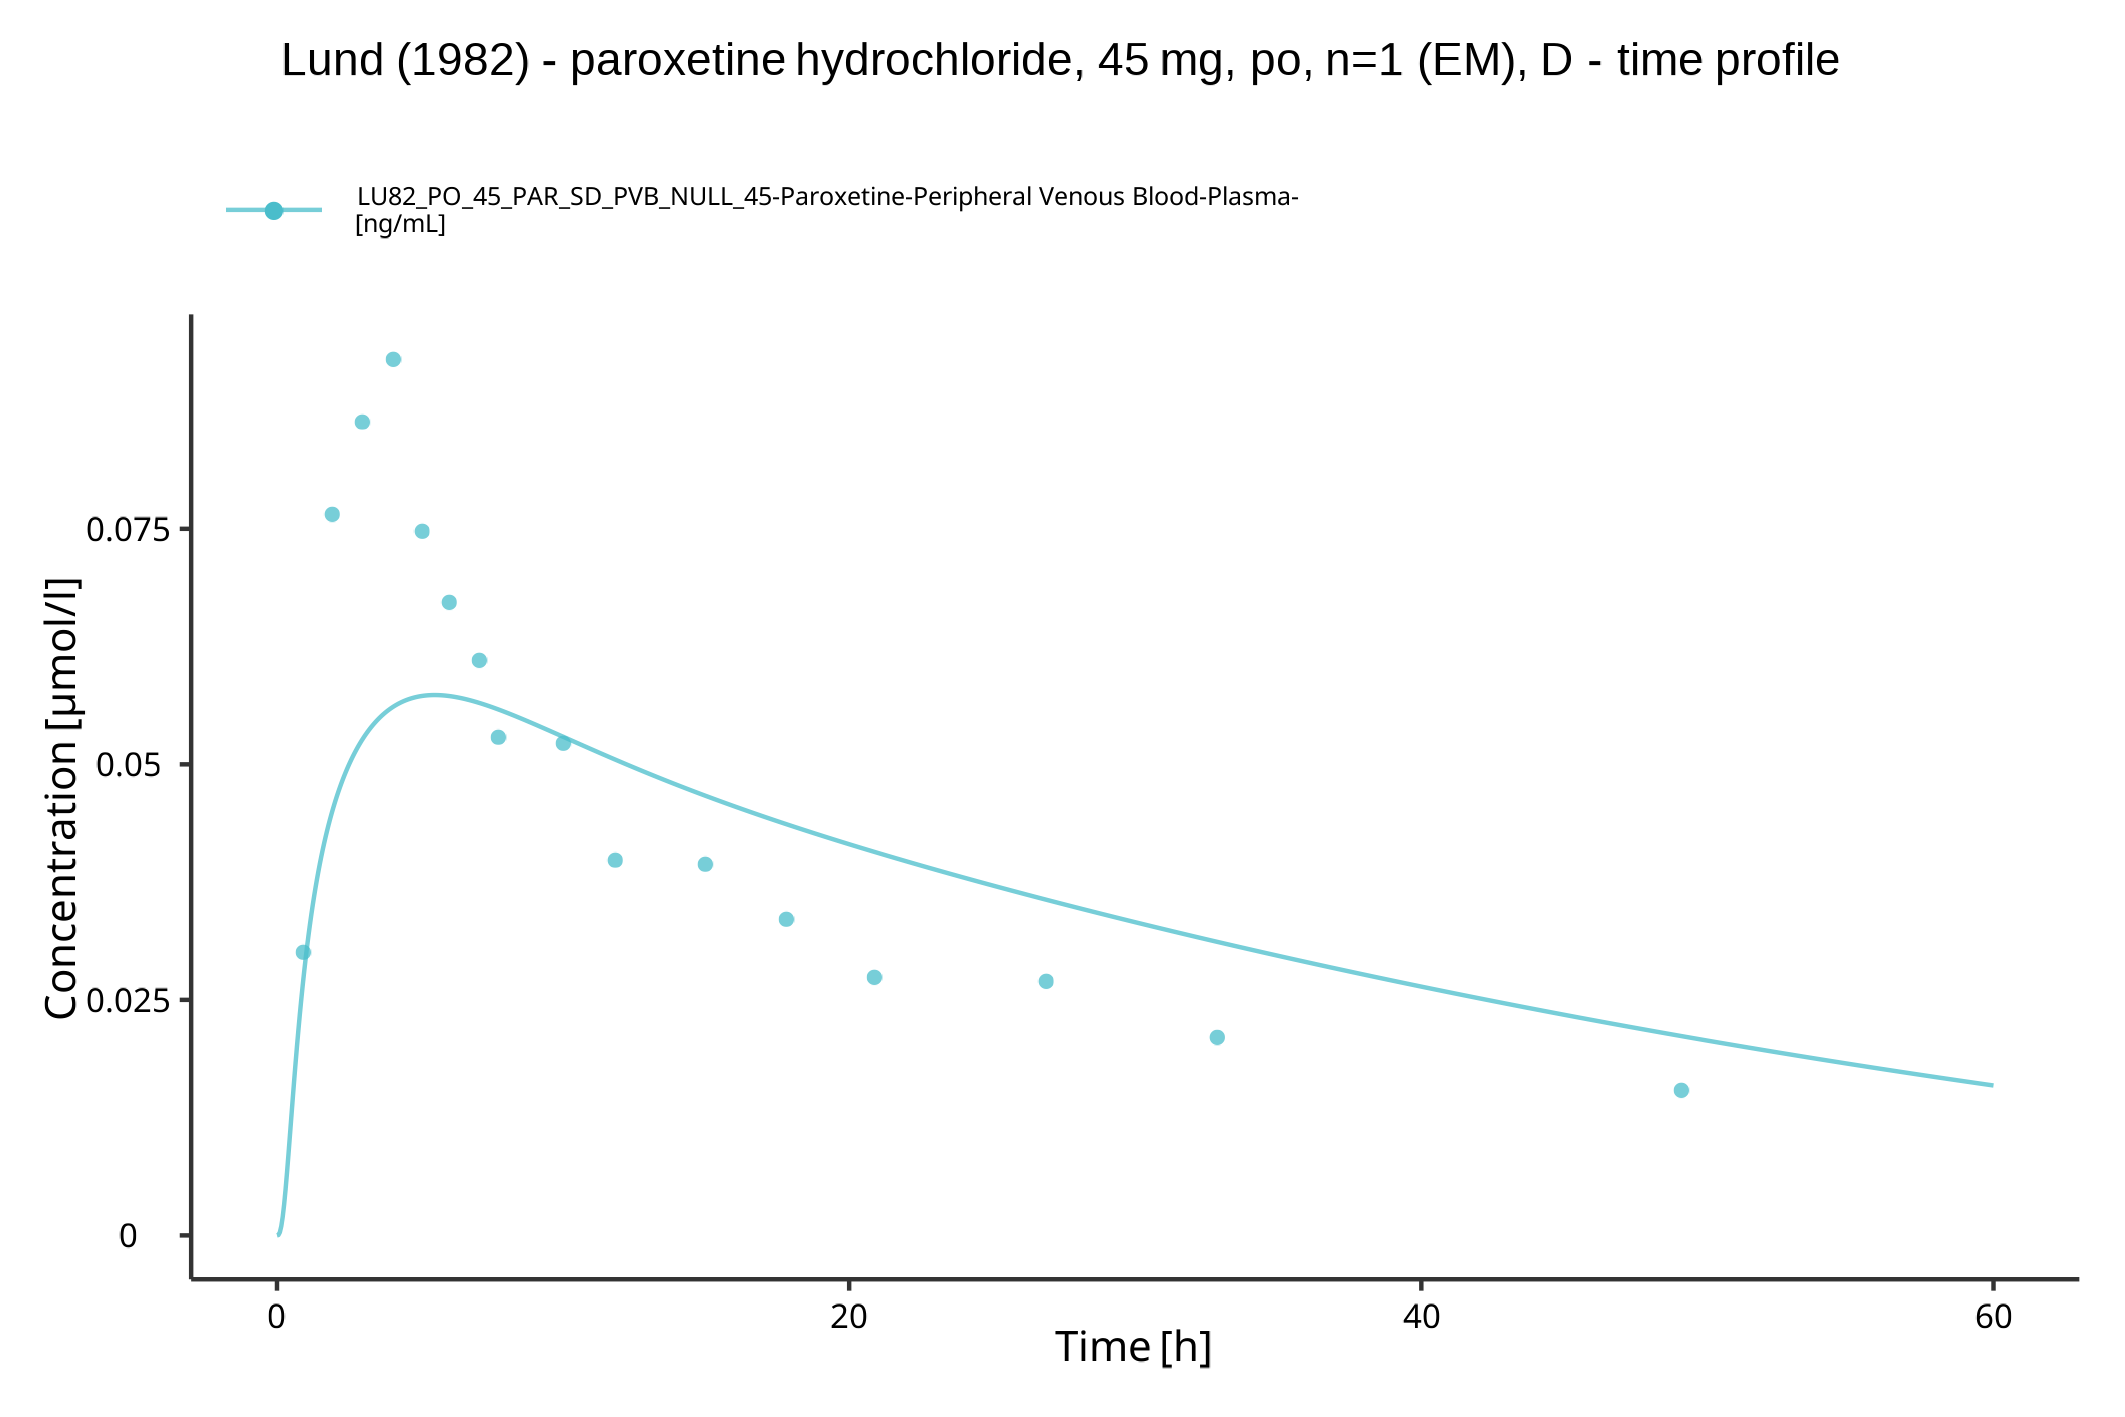 Lund (1982) - paroxetine hydrochloride, 45 mg, po, n=1 (EM), D - time profile
LU82_PO_45_PAR_SD_PVB_NULL_45-Paroxetine-Peripheral Venous Blood-Plasma-
[ng/mL]
Concentration [µmol/l]
0.075
0.05
0.025
0
0
20
40
60
Time [h]